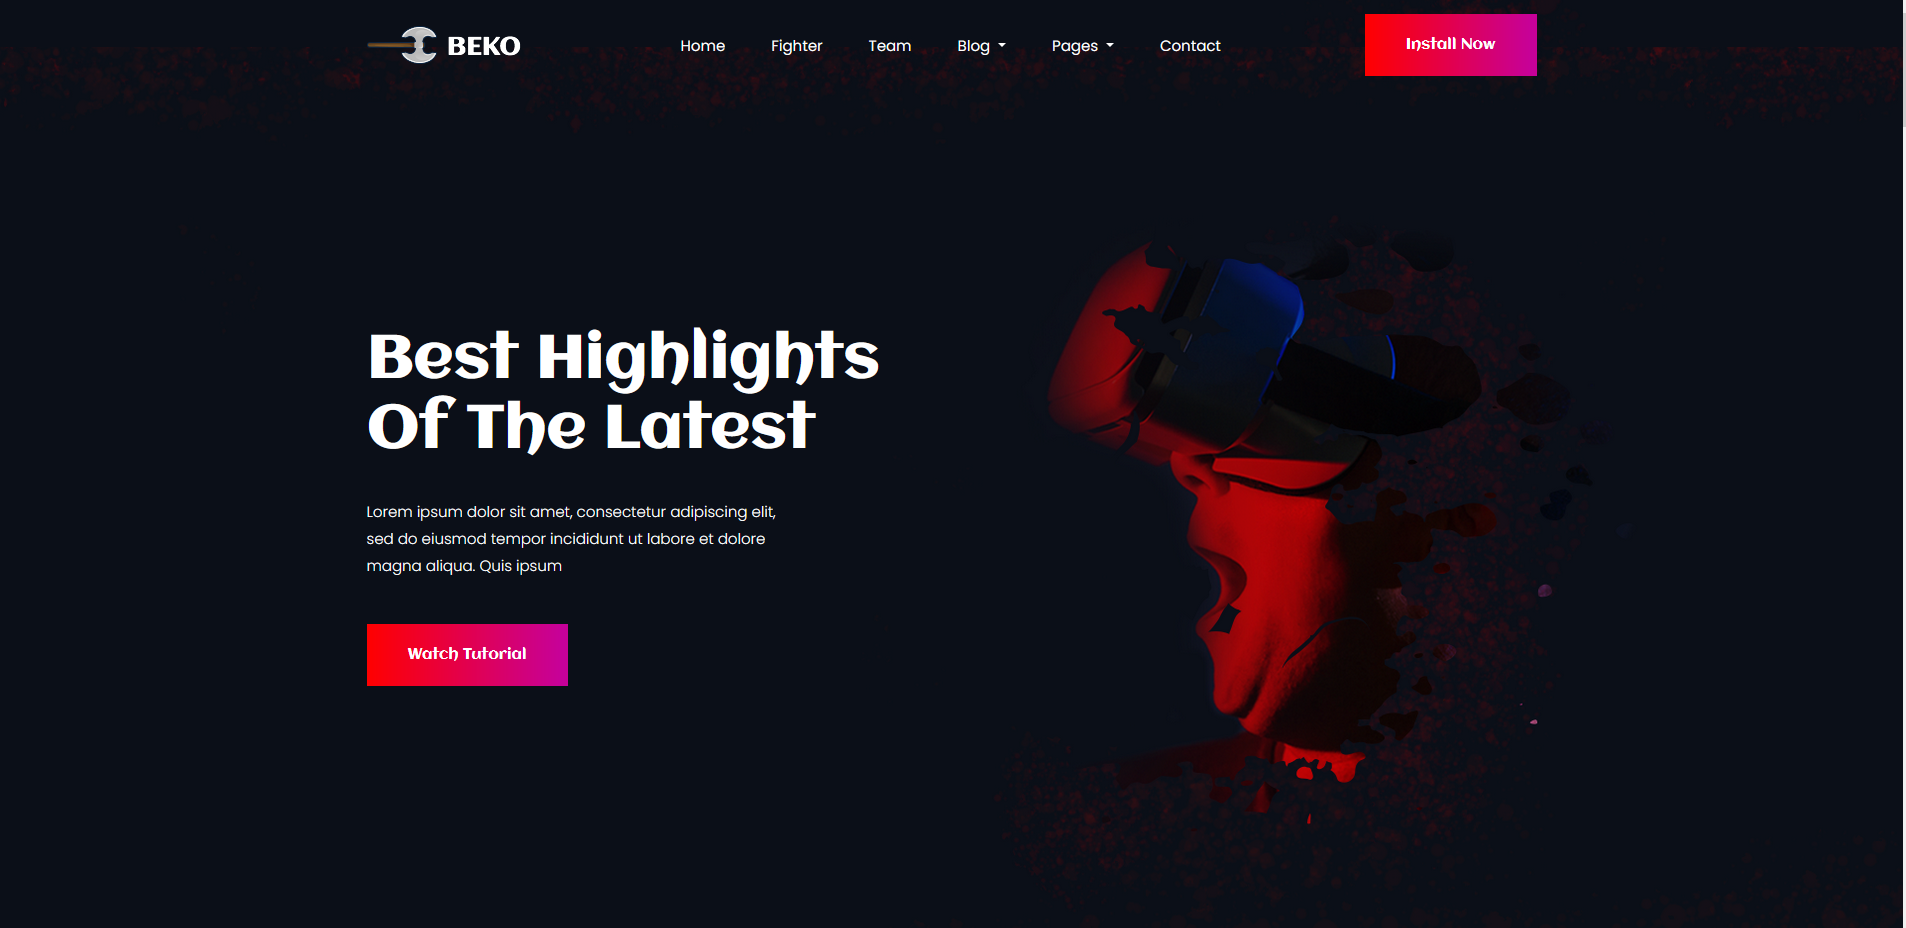 BEKO
Home
Fighter
Team
Blog
Pages
Contact
Install Now
Best Highlights
Of The Latest
Lorem ipsum dolor sit amet, consectetur adipiscing elit,
sed do eiusmod tempor incididunt ut labore et dolore
magna aliqua. Quis ipsum
Watch Tutorial